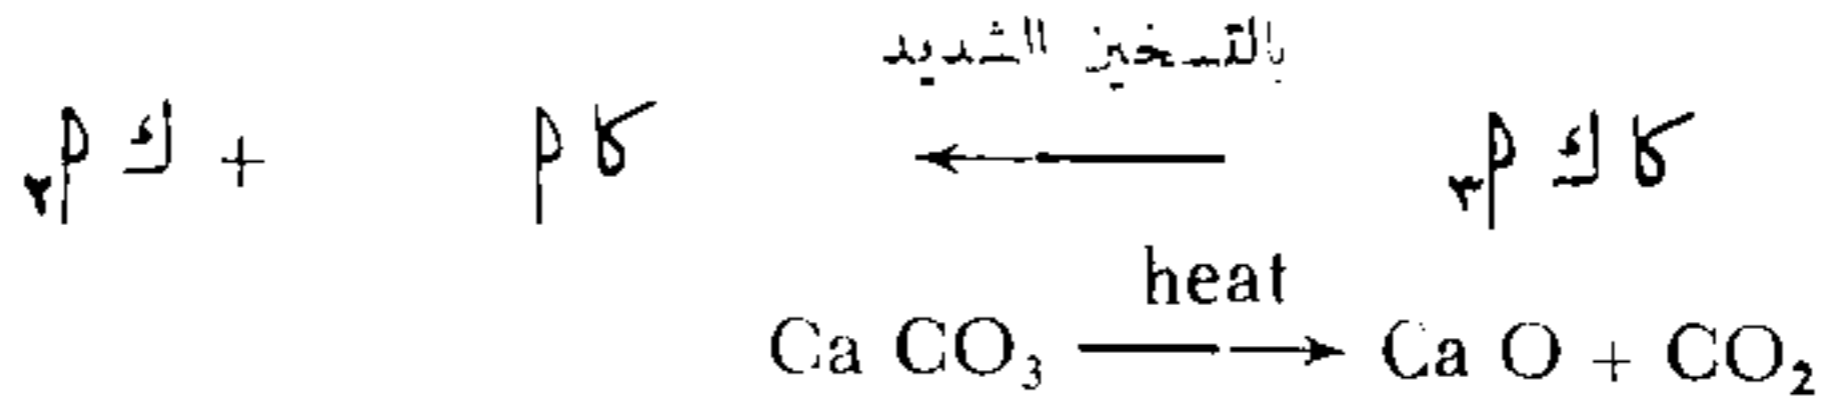 بالتسخين الشديد
كا ك أ٣ ← كا أ + ك أ٢
heat
Ca CO₃ → Ca O + CO₂